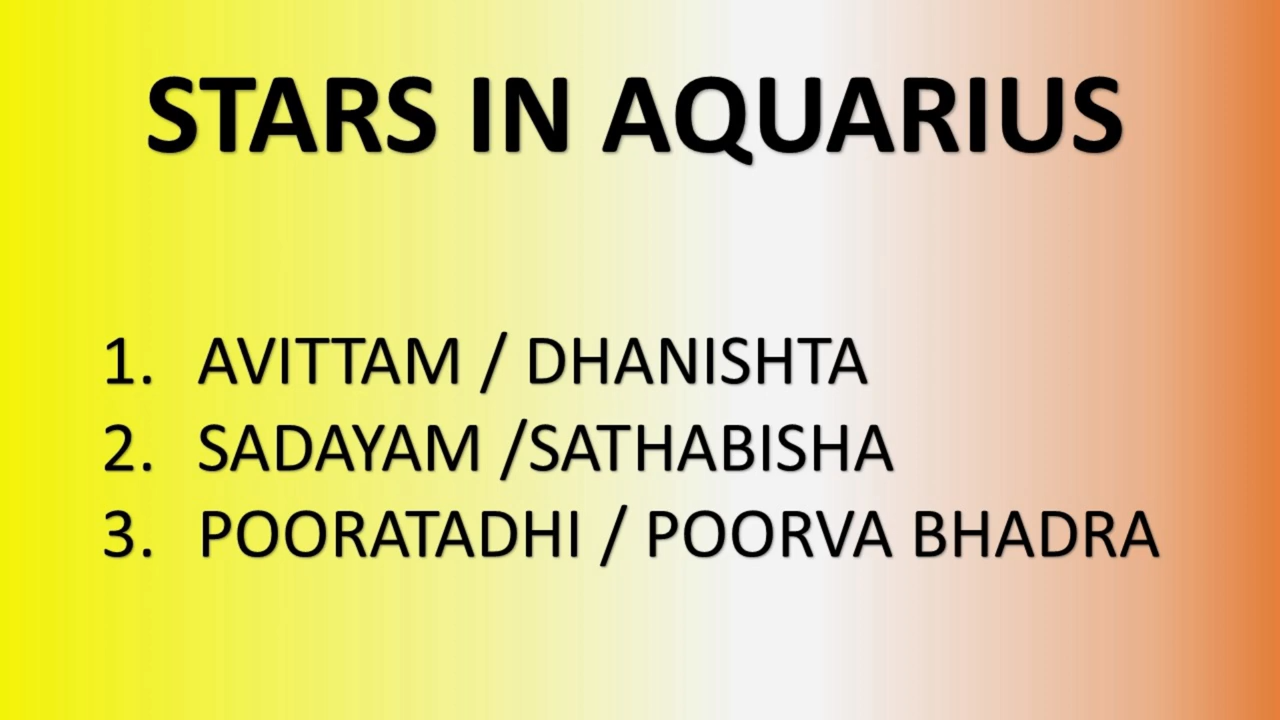 STARS IN AQUARIUS
1. AVITTAM / DHANISHTA
2. SADAYAM /SATHABISHA
3. POORATADHI / POORVA BHADRA